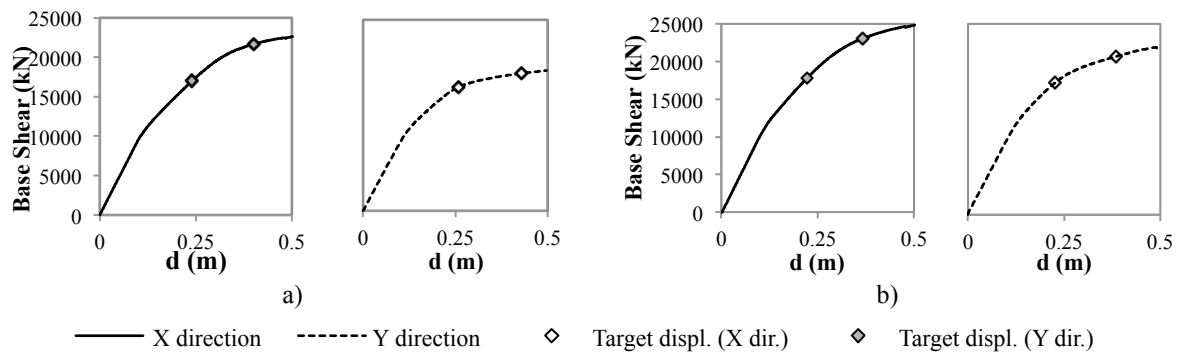 Base Shear (kN)
25000
20000
15000
10000
5000
0
0 0.25 0.5
d (m)
0 0.25 0.5
d (m)
a)
Base Shear (kN)
25000
20000
15000
10000
5000
0
0 0.25 0.5
d (m)
0 0.25 0.5
d (m)
b)
X direction Y direction Target displ. (X dir.) Target displ. (Y dir.)